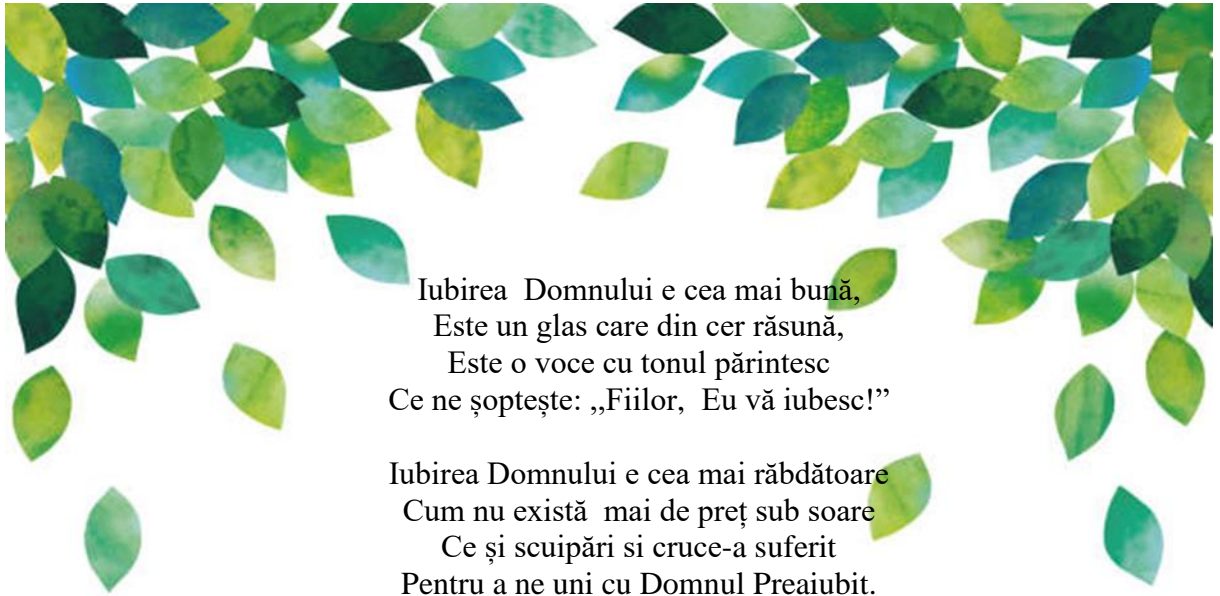 Iubirea  Domnului e cea mai bună,
Este un glas care din cer răsună,
Este o voce cu tonul părintesc
Ce ne șoptește: ,,Fiilor,  Eu vă iubesc!”
Iubirea Domnului e cea mai răbdătoare
Cum nu există  mai de preț sub soare
Ce și scuipări si cruce-a suferit
Pentru a ne uni cu Domnul Preaiubit.